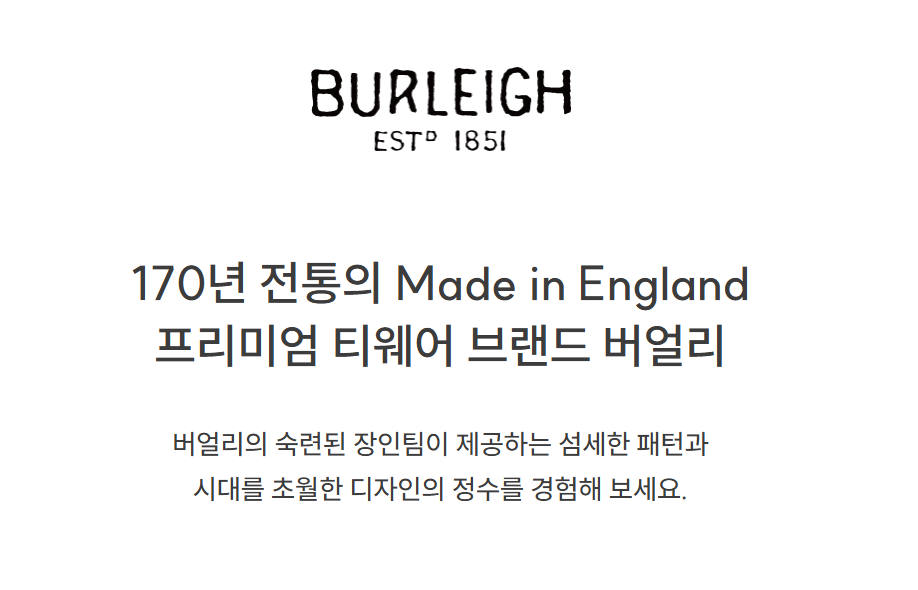 BURLEIGH
ESTD 1851
170년 전통의 Made in England
프리미엄 티웨어 브랜드 버얼리
버얼리의 숙련된 장인팀이 제공하는 섬세한 패턴과
시대를 초월한 디자인의 정수를 경험해 보세요.